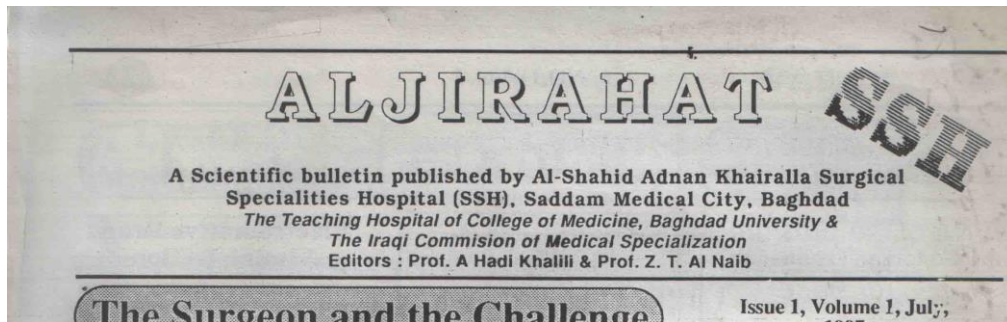 ALJIRAHAT
SSH
A Scientific bulletin published by Al-Shahid Adnan Khairalla Surgical
Specialities Hospital (SSH), Saddam Medical City, Baghdad
The Teaching Hospital of College of Medicine, Baghdad University &
The Iraqi Commision of Medical Specialization
Editors : Prof. A Hadi Khalili & Prof. Z. T. Al Naib
The Surgeon and the Challenge
Issue 1, Volume 1, July,